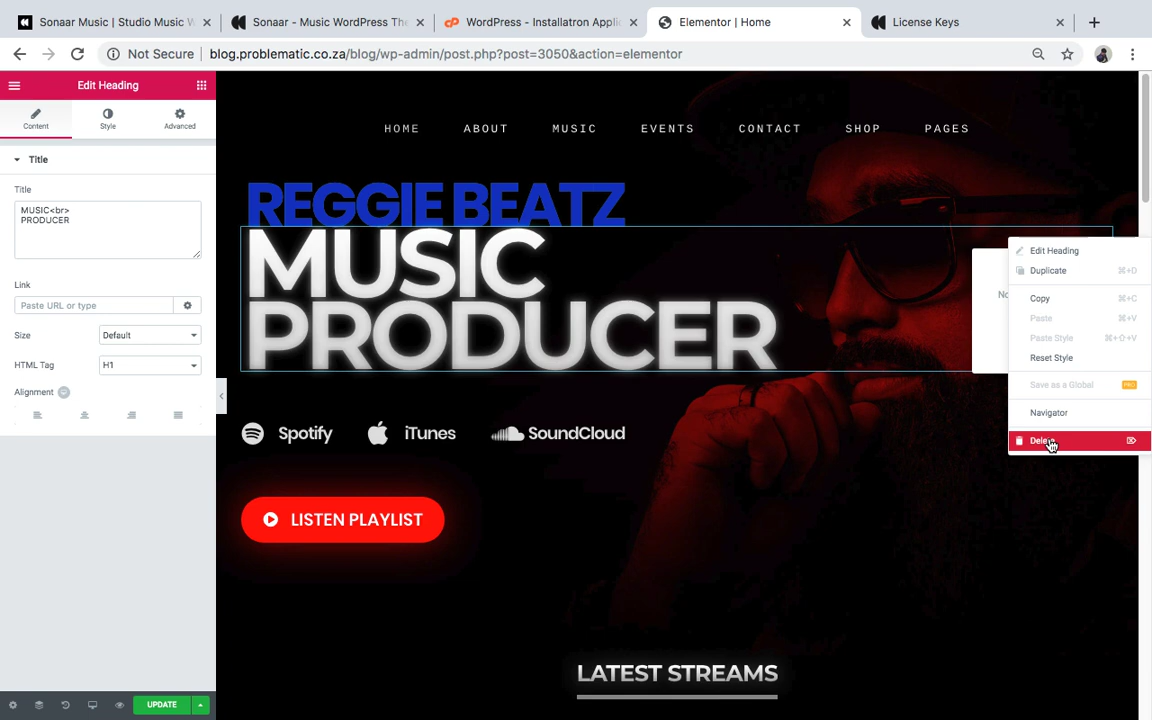 Sonaar Music | Studio Music W
Sonaar - Music WordPress The
WordPress - Installatron Applic
Elementor | Home
License Keys
Not Secure
blog.problematic.co.za/blog/wp-admin/post.php?post=3050&action=elementor
Edit Heading
Content
Style
Advanced
Title
Title
MUSIC<br>
PRODUCER
Link
Paste URL or type
Size
Default
HTML Tag
H1
Alignment
UPDATE
HOME
ABOUT
MUSIC
EVENTS
CONTACT
SHOP
PAGES
REGGIE BEATZ
MUSIC
PRODUCER
Spotify
iTunes
SoundCloud
LISTEN PLAYLIST
LATEST STREAMS
Edit Heading
Duplicate ⌘+D
Copy ⌘+C
Paste ⌘+V
Paste Style ⌘+⇧+V
Reset Style
Save as a Global PRO
Navigator